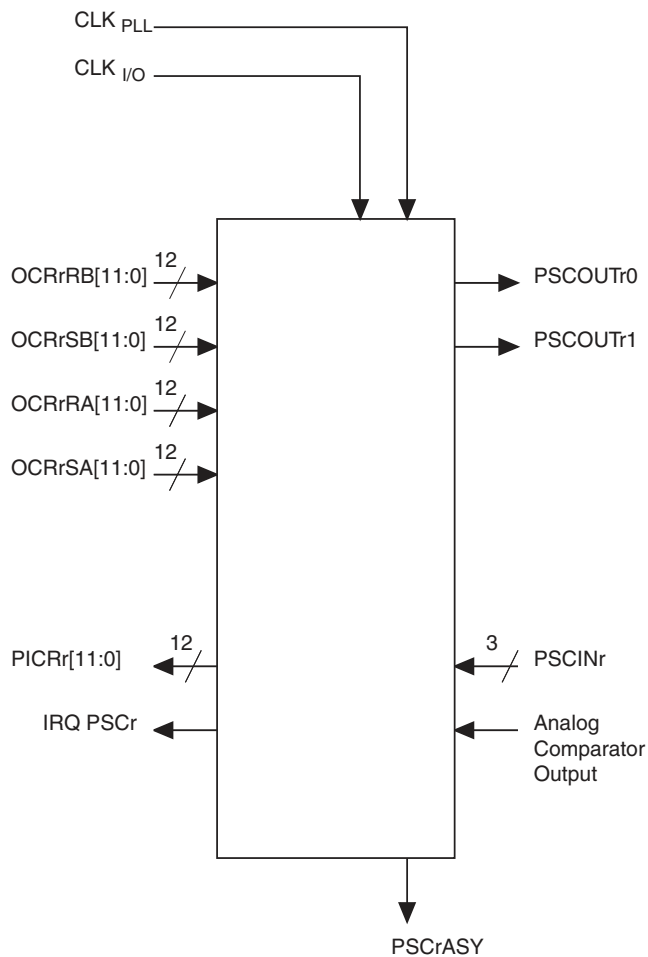 CLK PLL
CLK I/O
OCRrRB[11:0] 12
PSCOUTr0
OCRrSB[11:0] 12
PSCOUTr1
OCRrRA[11:0] 12
OCRrSA[11:0] 12
PICRr[11:0] 12
3 PSCINr
IRQ PSCr
Analog
Comparator
Output
PSCrASY